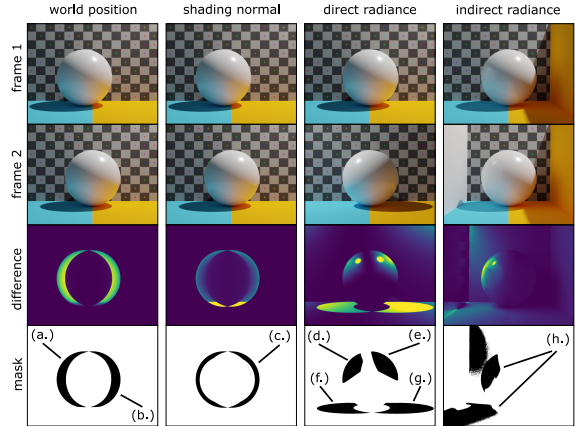 world position
shading normal
direct radiance
indirect radiance
frame 1
frame 2
difference
mask
(a.)
(b.)
(c.)
(d.)
(e.)
(f.)
(g.)
(h.)